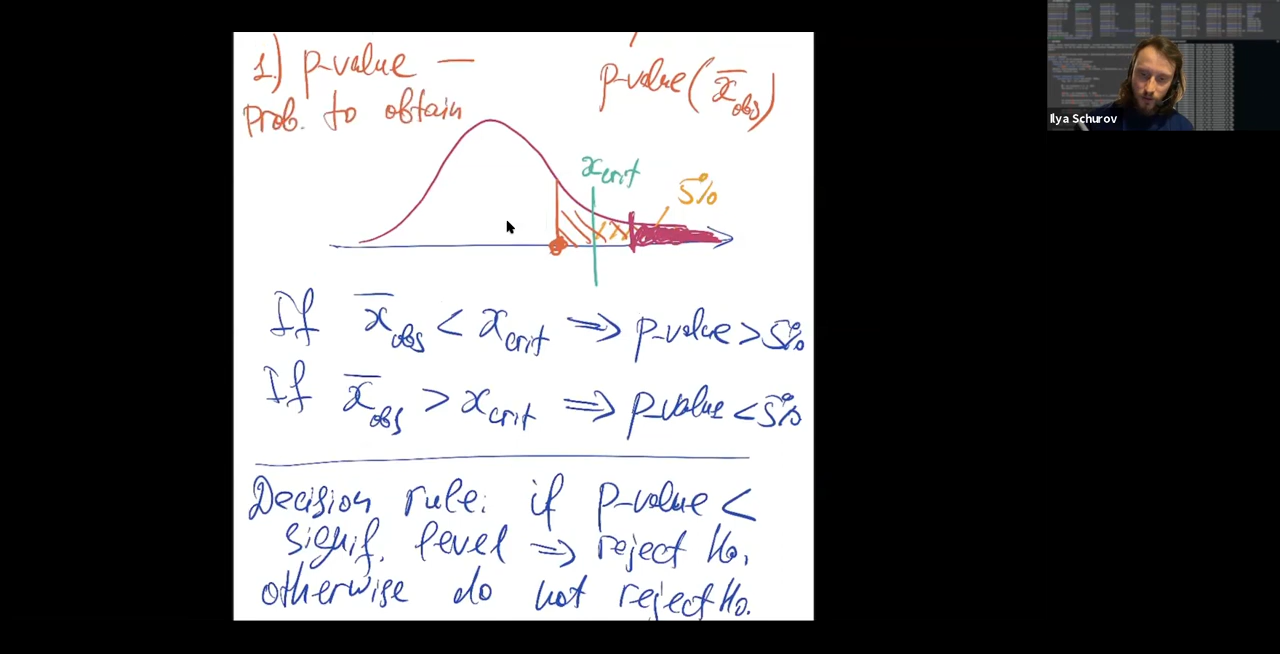 1.) p-value —
prob. to obtain
p-value(x̄obs)
xcrit
5%
If x̄obs < xcrit ⇒ p-value > 5%
If x̄obs > xcrit ⇒ p-value < 5%
Decision rule: if p-value <
signif. level ⇒ reject H₀,
otherwise do not reject H₀.
Ilya Schurov